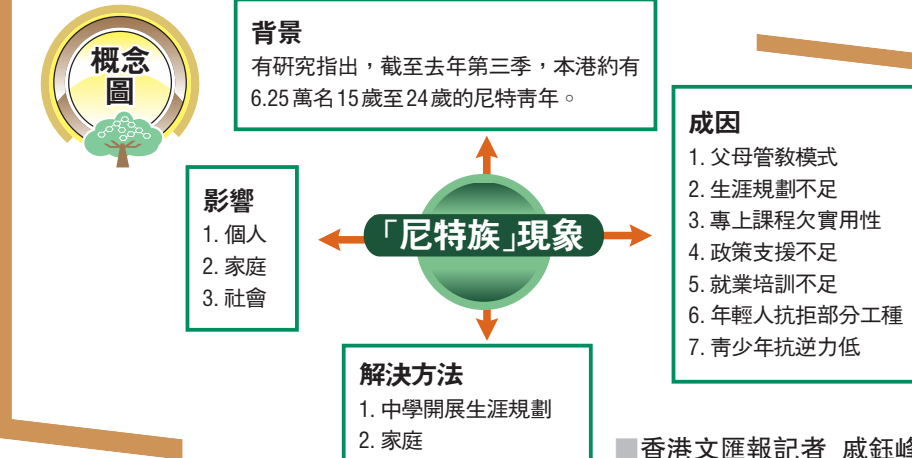 概念
圖
背景
有研究指出，截至去年第三季，本港約有
6.25萬名15歲至24歲的尼特青年。
成因
1. 父母管教模式
2. 生涯規劃不足
3. 專上課程欠實用性
4. 政策支援不足
5. 就業培訓不足
6. 年輕人抗拒部分工種
7. 青少年抗逆力低
影響
1. 個人
2. 家庭
3. 社會
「尼特族」現象
解決方法
1. 中學開展生涯規劃
2. 家庭
■香港文匯報記者 戚鈺峰